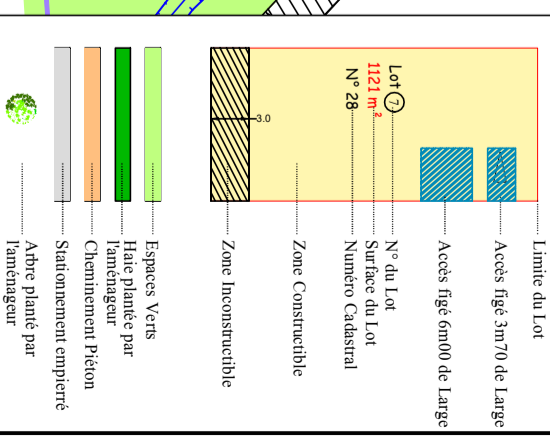 Limite du Lot
Accès figé 3m70 de Large
Accès figé 6m00 de Large
Lot 7
N° du Lot
1121 m²
Surface du Lot
N° 28
Numéro Cadastral
Zone Constructible
3.0
Zone Inconstructible
Espaces Verts
Haie plantée par
l'aménageur
Cheminement Piéton
Stationnement empierré
Arbre planté par
l'aménageur